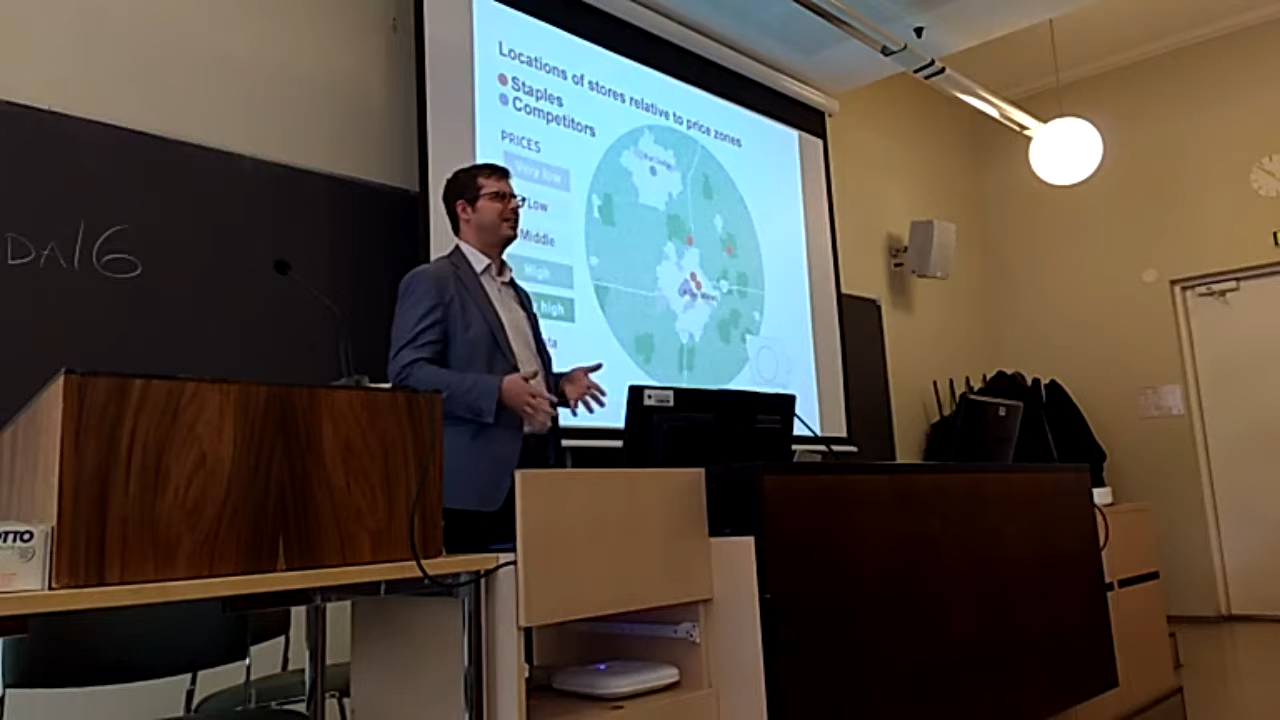 DA16
Locations of stores relative to price zones
Staples
Competitors
PRICES
Very low
Low
Middle
High
high
OTTO